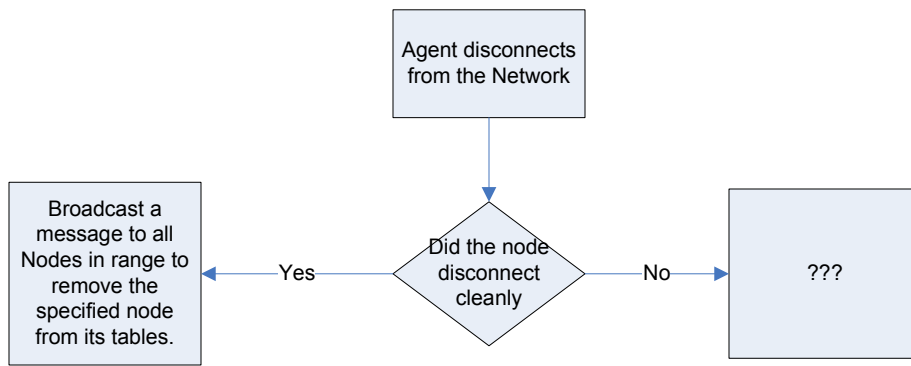 Agent disconnects
from the Network
Broadcast a
message to all
Nodes in range to
remove the
specified node
from its tables.
Yes
Did the node
disconnect
cleanly
No
???